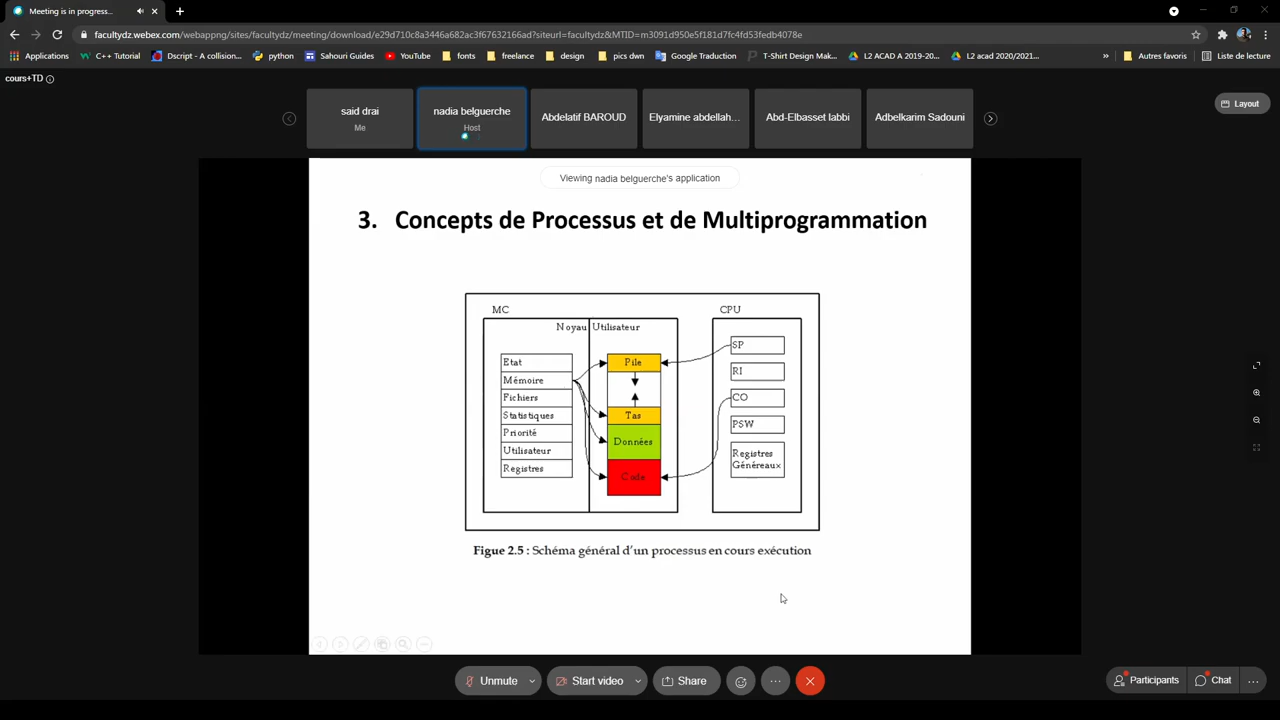 Meeting is in progress...
facultydz.webex.com/webappng/sites/facultydz/meeting/download/e29d710c8a3446a682ac3f67632166ad?siteurl=facultydz&MTID=m3091d950e5f181d7fc4fd53fedb4078e
Applications
C++ Tutorial
Dscript - A collision...
python
Sahouri Guides
YouTube
fonts
freelance
design
pics dwn
Google Traduction
T-Shirt Design Mak...
L2 ACAD A 2019-20...
L2 acad 2020/2021...
»
Autres favoris
Liste de lecture
cours+TD
said drai
Me
nadia belguerche
Host
Abdelatif BAROUD
Elyamine abdellah...
Abd-Elbasset labbi
Adbelkarim Sadouni
Layout
Viewing nadia belguerche's application
3. Concepts de Processus et de Multiprogrammation
MC
CPU
Noyau
Utilisateur
Etat
Mémoire
Fichiers
Statistiques
Priorité
Utilisateur
Registres
Pile
Tas
Données
Code
SP
RI
CO
PSW
Registres
Généreaux
Figue 2.5 : Schéma général d'un processus en cours exécution
Unmute
Start video
Share
Participants
Chat